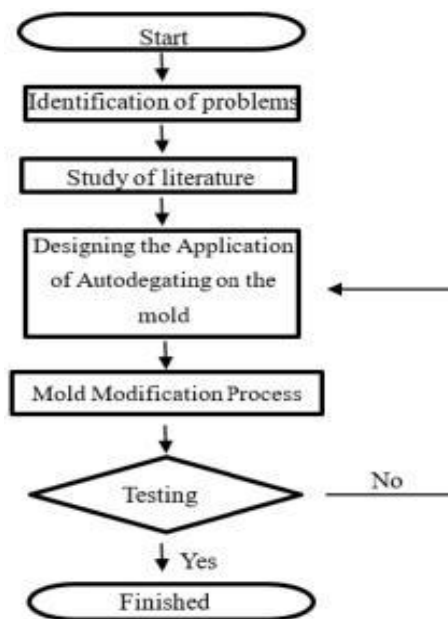 Start
Identification of problems
Study of literature
Designing the Application
of Autodegating on the
mold
Mold Modification Process
Testing
No
Yes
Finished